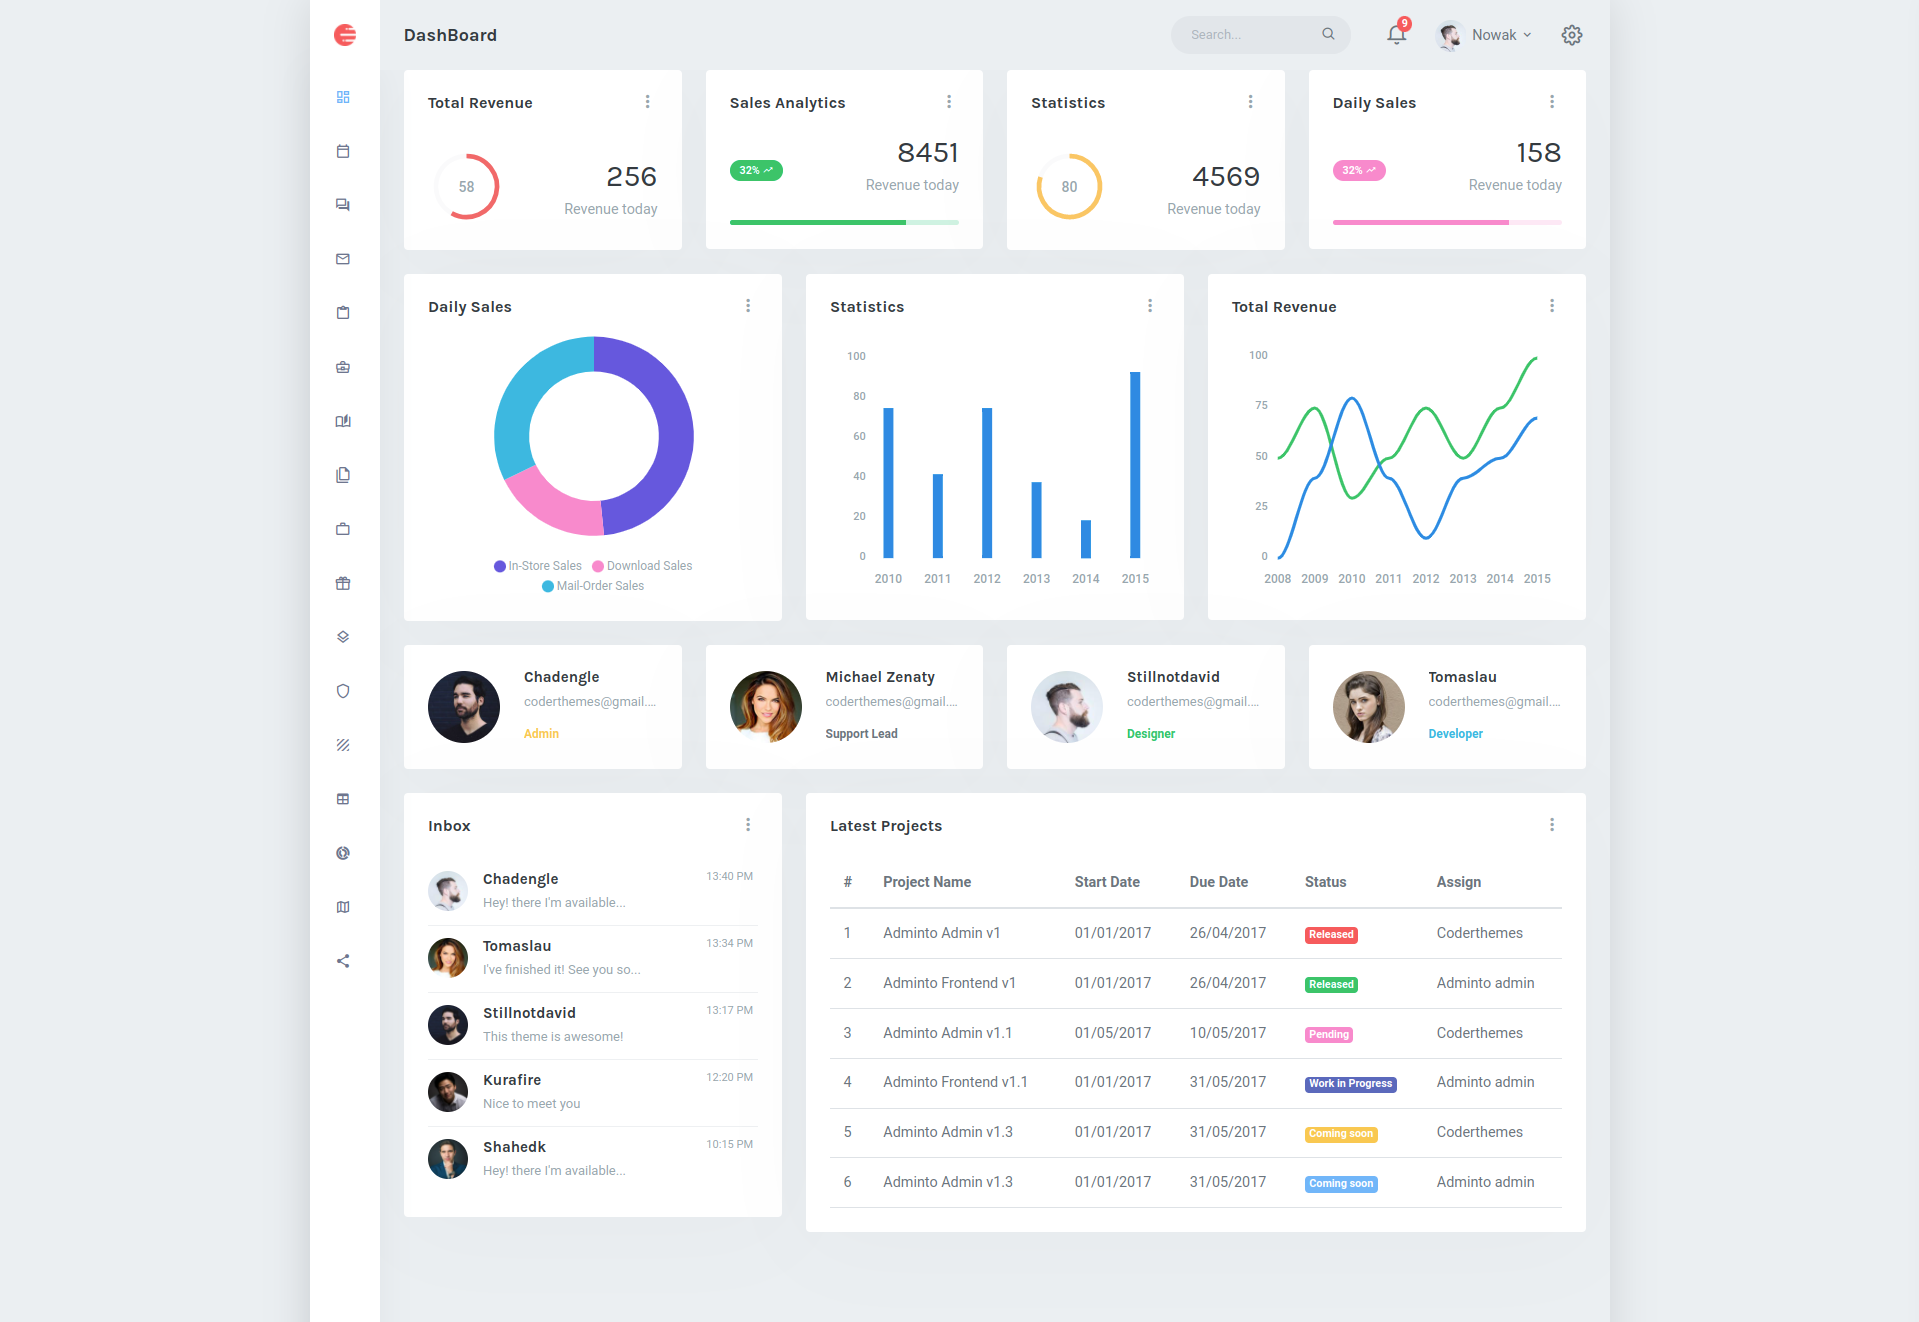 DashBoard
Search...
9
Nowak
Total Revenue
58
256
Revenue today
Sales Analytics
32%
8451
Revenue today
Statistics
80
4569
Revenue today
Daily Sales
32%
158
Revenue today
Daily Sales
In-Store Sales Download Sales
Mail-Order Sales
Statistics
100
80
60
40
20
0
2010 2011 2012 2013 2014 2015
Total Revenue
100
75
50
25
0
2008 2009 2010 2011 2012 2013 2014 2015
Chadengle
coderthemes@gmail....
Admin
Michael Zenaty
coderthemes@gmail....
Support Lead
Stillnotdavid
coderthemes@gmail....
Designer
Tomaslau
coderthemes@gmail....
Developer
Inbox
Chadengle 13:40 PM
Hey! there I'm available...
Tomaslau 13:34 PM
I've finished it! See you so...
Stillnotdavid 13:17 PM
This theme is awesome!
Kurafire 12:20 PM
Nice to meet you
Shahedk 10:15 PM
Hey! there I'm available...
Latest Projects
# Project Name Start Date Due Date Status Assign
1 Adminto Admin v1 01/01/2017 26/04/2017 Released Coderthemes
2 Adminto Frontend v1 01/01/2017 26/04/2017 Released Adminto admin
3 Adminto Admin v1.1 01/05/2017 10/05/2017 Pending Coderthemes
4 Adminto Frontend v1.1 01/01/2017 31/05/2017 Work in Progress Adminto admin
5 Adminto Admin v1.3 01/01/2017 31/05/2017 Coming soon Coderthemes
6 Adminto Admin v1.3 01/01/2017 31/05/2017 Coming soon Adminto admin